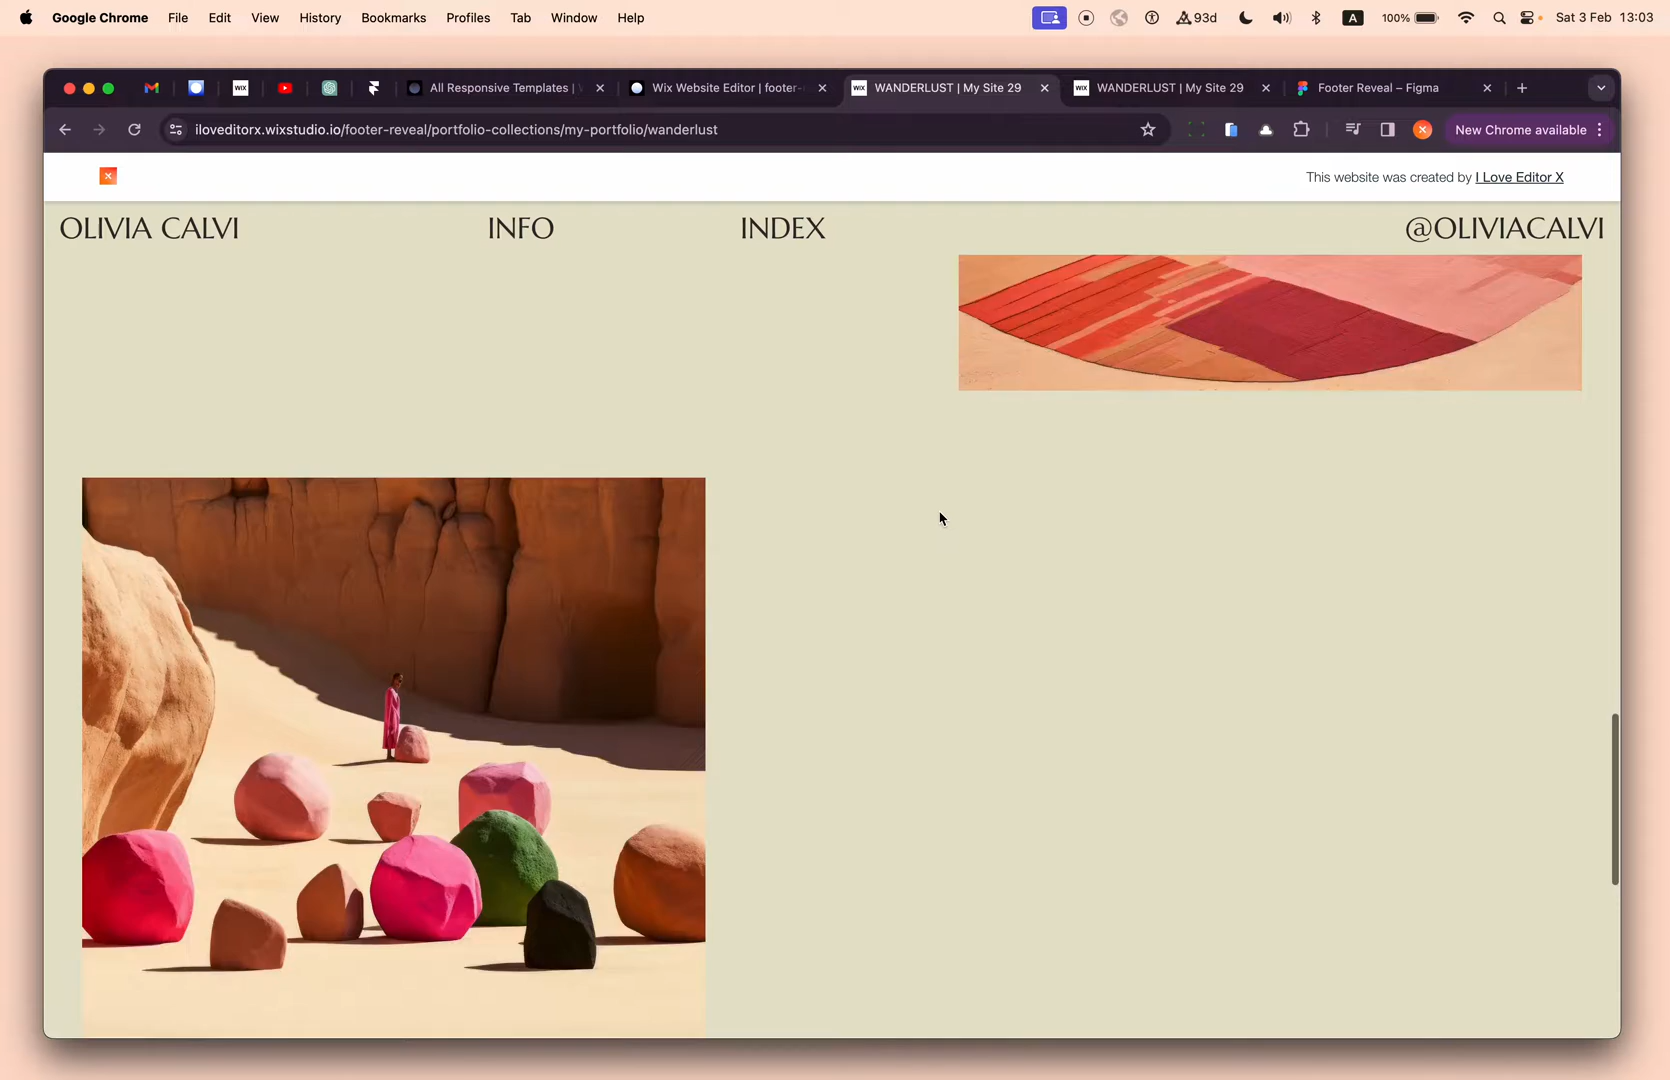 Google Chrome File Edit View History Bookmarks Profiles Tab Window Help A 93d 100% Sat 3 Feb 13:03
WIX All Responsive Templates | Wix Website Editor | footer- WIX WANDERLUST | My Site 29 WIX WANDERLUST | My Site 29 Footer Reveal – Figma
iloveditorx.wixstudio.io/footer-reveal/portfolio-collections/my-portfolio/wanderlust New Chrome available
This website was created by I Love Editor X
OLIVIA CALVI INFO INDEX @OLIVIACALVI